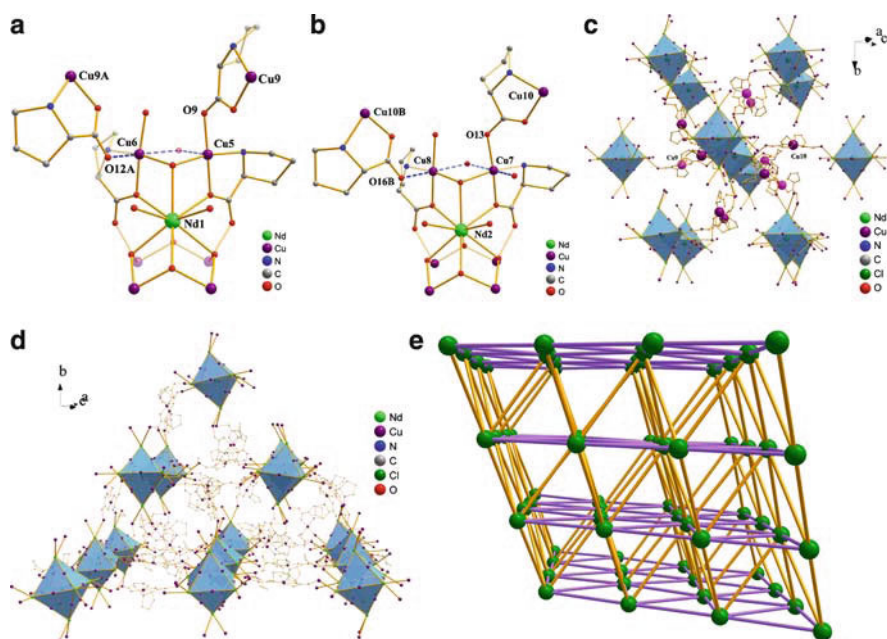 a
Cu9A
Cu9
O9
Cu6
Cu5
O12A
Nd1
Nd
Cu
N
C
O
b
Cu10
Cu10B
O13
Cu8
Cu7
O16B
Nd2
Nd
Cu
N
C
O
c
a
c
b
Cu9
Cu10
Nd
Cu
N
C
Cl
O
d
b
a
c
Nd
Cu
N
C
Cl
O
e